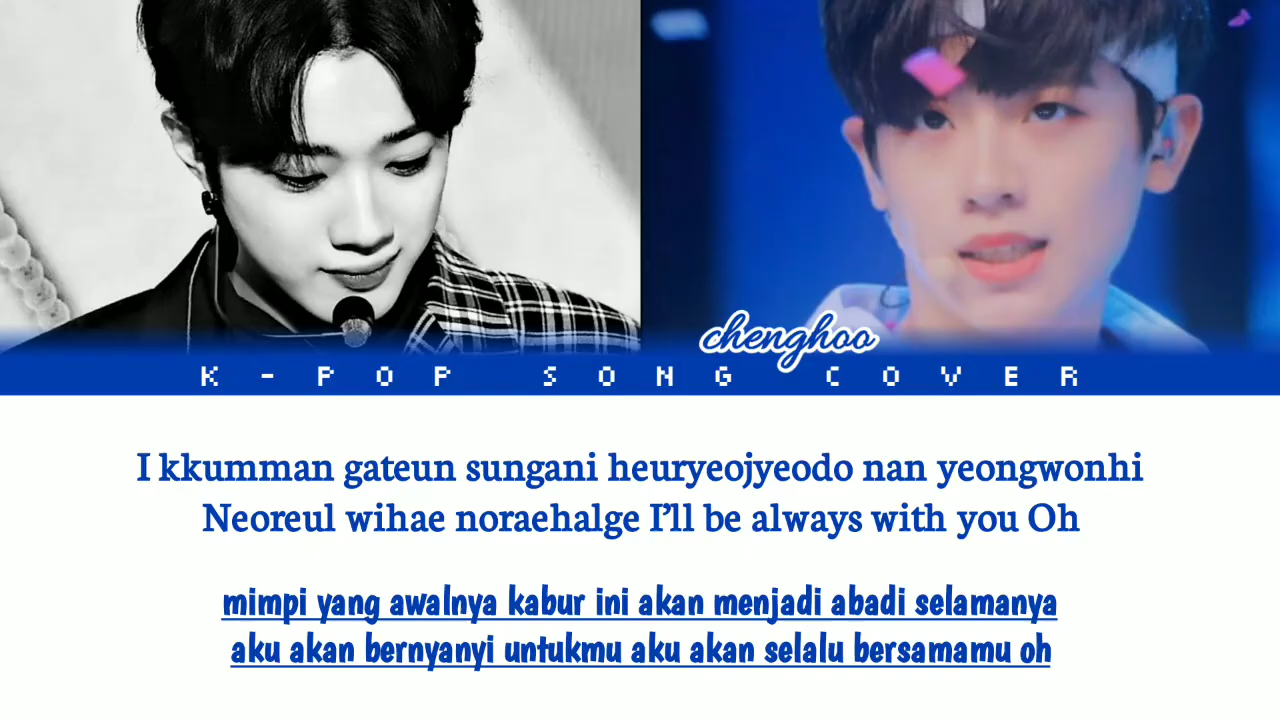 chenghoo
K-POP SONG COVER
I kkumman gateun sungani heuryeojyeodo nan yeongwonhi
Neoreul wihae noraehalge I’ll be always with you Oh
mimpi yang awalnya kabur ini akan menjadi abadi selamanya
aku akan bernyanyi untukmu aku akan selalu bersamamu oh